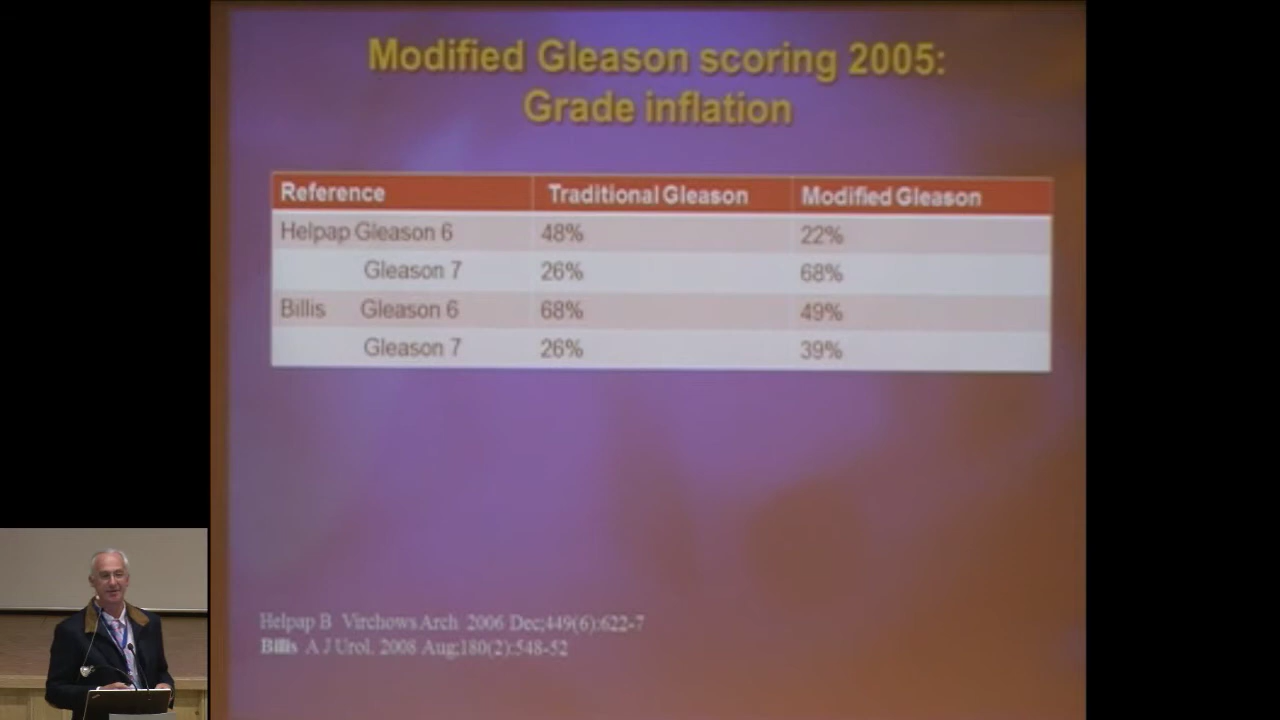 Modified Gleason scoring 2005:
Grade inflation
Reference Traditional Gleason Modified Gleason
Helpap Gleason 6 48% 22%
Gleason 7 26% 68%
Billis Gleason 6 68% 49%
Gleason 7 26% 39%
Helpap B Virchows Arch 2006 Dec;449(6):622-7
Billis A J Urol. 2008 Aug;180(2):548-52